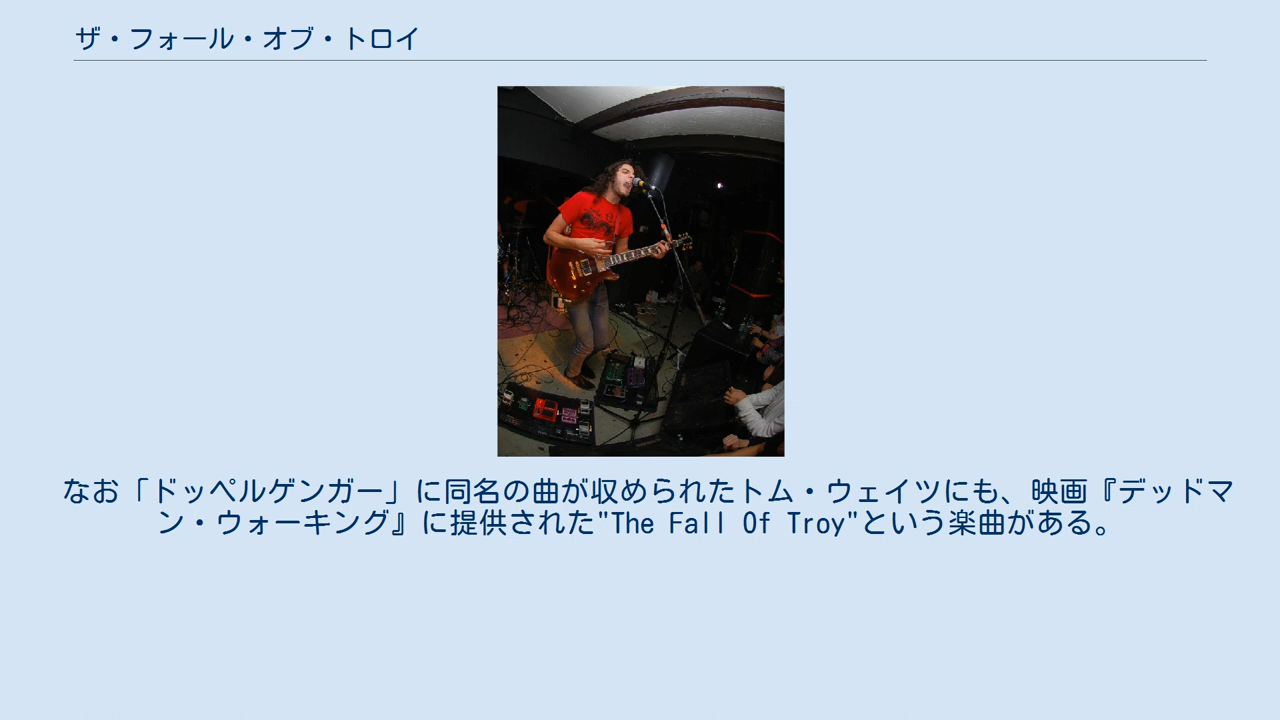 ザ・フォール・オブ・トロイ
なお「ドッペルゲンガー」に同名の曲が収められたトム・ウェイツにも、映画『デッドマ
ン・ウォーキング』に提供された"The Fall Of Troy"という楽曲がある。